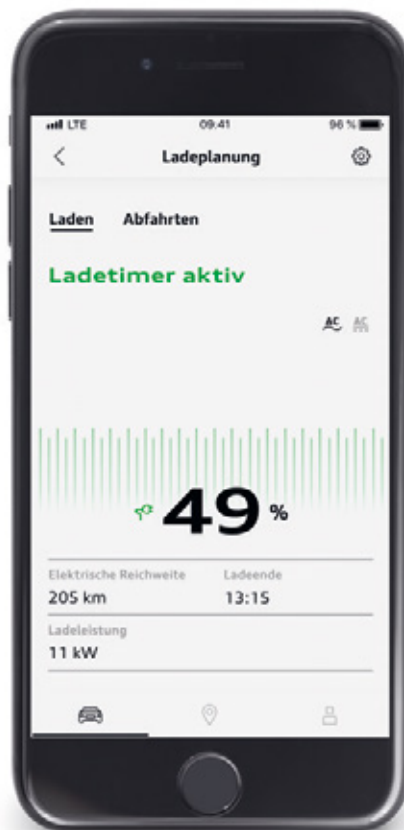 LTE 09:41 96 %
Ladeplanung
Laden Abfahrten
Ladetimer aktiv
AC AC
49 %
Elektrische Reichweite Ladeende
205 km 13:15
Ladeleistung
11 kW